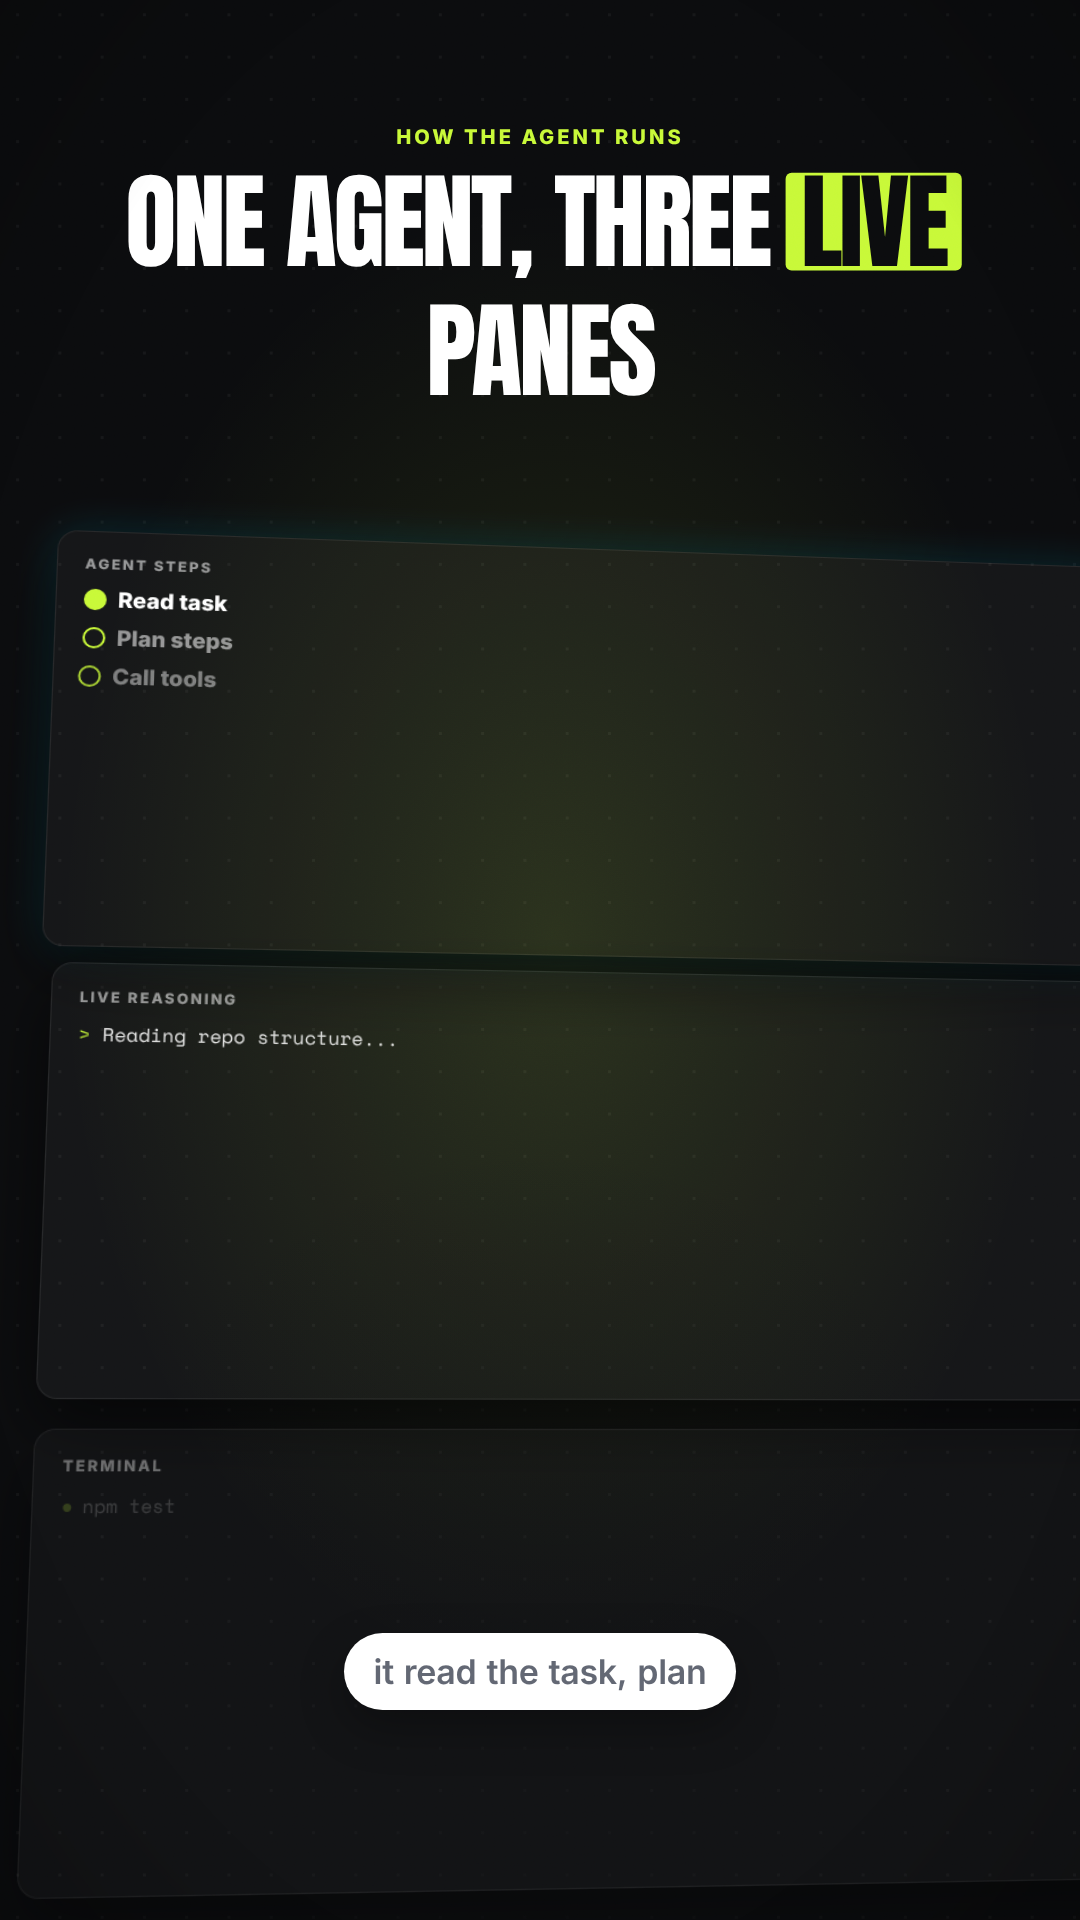 HOW THE AGENT RUNS
ONE AGENT, THREE LIVE
PANES
AGENT STEPS
Read task
Plan steps
Call tools
LIVE REASONING
> Reading repo structure...
TERMINAL
npm test
it read the task, plan